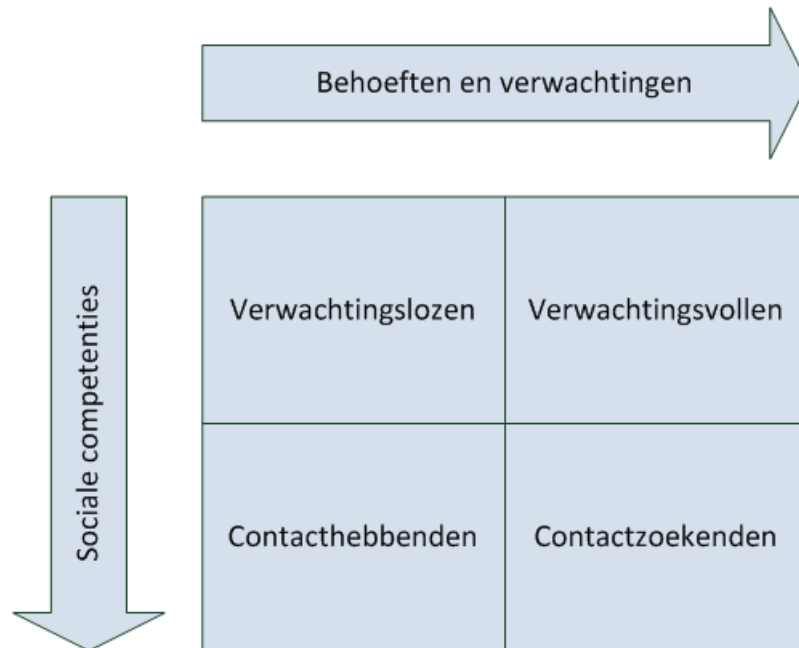 Behoeften en verwachtingen
Sociale competenties
Verwachtingslozen
Verwachtingsvollen
Contacthebbenden
Contactzoekenden